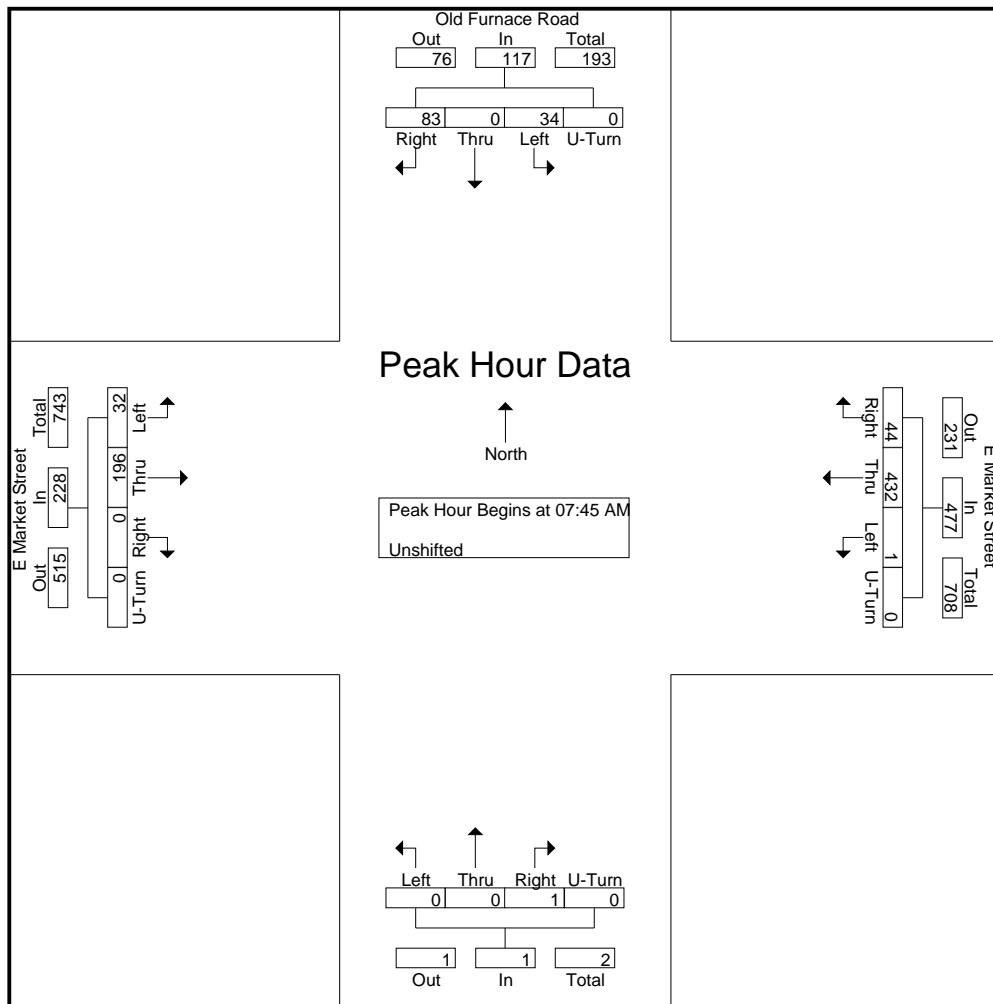 Old Furnace Road
Out In Total
76 117 193
83 0 34 0
Right Thru Left U-Turn
Peak Hour Data
North
Peak Hour Begins at 07:45 AM
Unshifted
E Market Street
Total In Out
743 228 515
32 196 0 0
Left Thru Right U-Turn
E Market Street
Out In Total
231 477 708
44 432 1 0
Right Thru Left U-Turn
Left Thru Right U-Turn
0 0 1 0
1 1 2
Out In Total